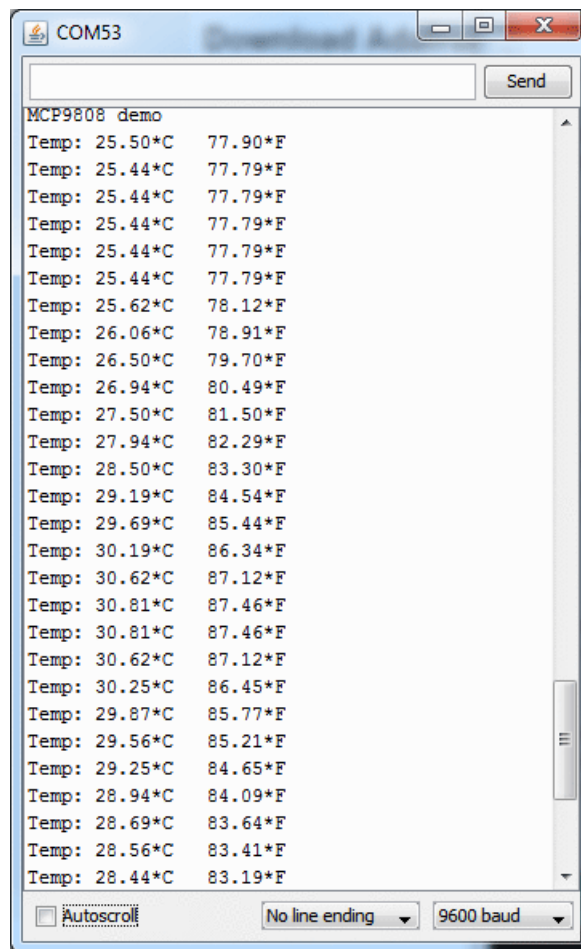 COM53
Download
Send
MCP9808 demo
Temp: 25.50*C   77.90*F
Temp: 25.44*C   77.79*F
Temp: 25.44*C   77.79*F
Temp: 25.44*C   77.79*F
Temp: 25.44*C   77.79*F
Temp: 25.44*C   77.79*F
Temp: 25.62*C   78.12*F
Temp: 26.06*C   78.91*F
Temp: 26.50*C   79.70*F
Temp: 26.94*C   80.49*F
Temp: 27.50*C   81.50*F
Temp: 27.94*C   82.29*F
Temp: 28.50*C   83.30*F
Temp: 29.19*C   84.54*F
Temp: 29.69*C   85.44*F
Temp: 30.19*C   86.34*F
Temp: 30.62*C   87.12*F
Temp: 30.81*C   87.46*F
Temp: 30.81*C   87.46*F
Temp: 30.62*C   87.12*F
Temp: 30.25*C   86.45*F
Temp: 29.87*C   85.77*F
Temp: 29.56*C   85.21*F
Temp: 29.25*C   84.65*F
Temp: 28.94*C   84.09*F
Temp: 28.69*C   83.64*F
Temp: 28.56*C   83.41*F
Temp: 28.44*C   83.19*F
Autoscroll No line ending 9600 baud